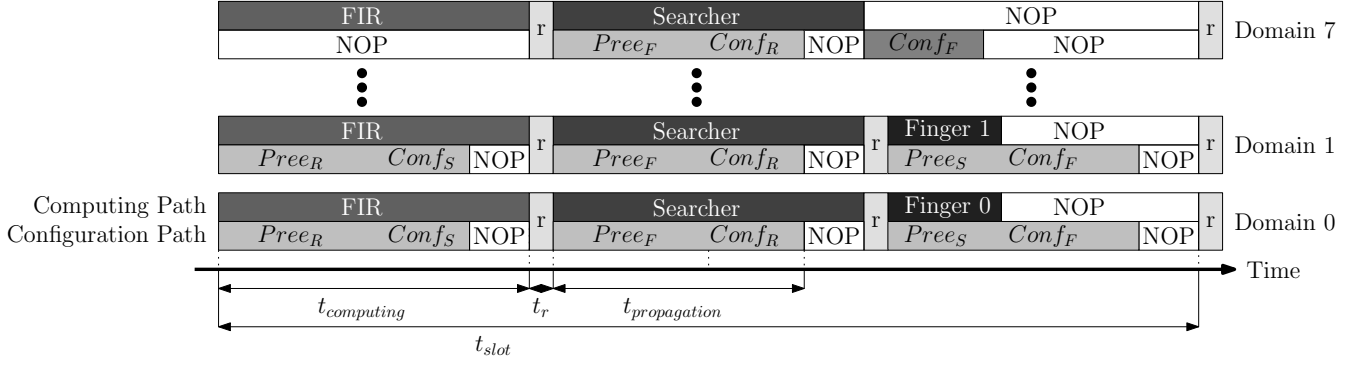 FIR r Searcher NOP r Domain 7
NOP Pree_F Conf_R NOP Conf_F NOP
FIR r Searcher r Finger 1 NOP r Domain 1
Pree_R Conf_S NOP Pree_F Conf_R NOP Pree_S Conf_F NOP
Computing Path FIR r Searcher r Finger 0 NOP r Domain 0
Configuration Path Pree_R Conf_S NOP Pree_F Conf_R NOP Pree_S Conf_F NOP
Time
t_computing t_r t_propagation
t_slot